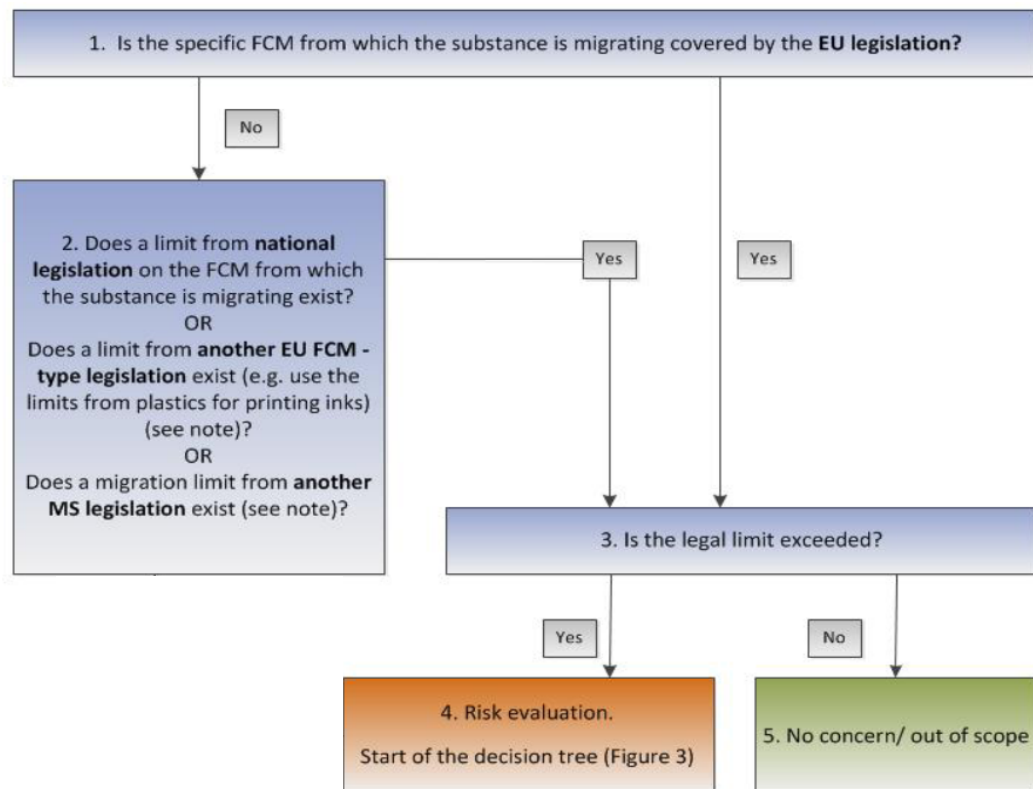 1. Is the specific FCM from which the substance is migrating covered by the EU legislation?
No
2. Does a limit from national
legislation on the FCM from which
the substance is migrating exist?
OR
Does a limit from another EU FCM -
type legislation exist (e.g. use the
limits from plastics for printing inks)
(see note)?
OR
Does a migration limit from another
MS legislation exist (see note)?
Yes
Yes
3. Is the legal limit exceeded?
Yes
No
4. Risk evaluation.
Start of the decision tree (Figure 3)
5. No concern/ out of scope